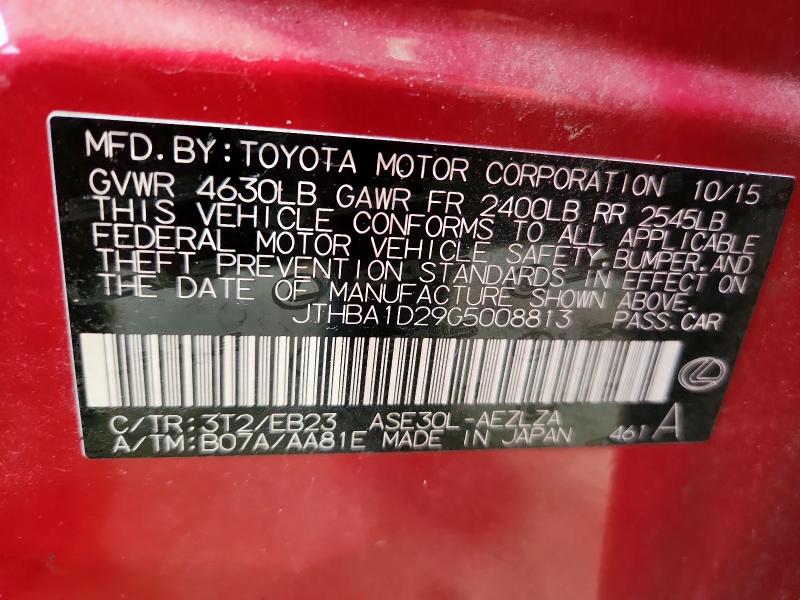 MFD.BY:TOYOTA MOTOR CORPORATION 10/15
GVWR 4630LB GAWR FR 2400LB RR 2545LB
THIS VEHICLE CONFORMS TO ALL APPLICABLE
FEDERAL MOTOR VEHICLE SAFETY,BUMPER,AND
THEFT PREVENTION STANDARDS IN EFFECT ON
THE DATE OF MANUFACTURE SHOWN ABOVE.
JTHBA1D29G5008813 PASS.CAR
C/TR:3T2/EB23 ASE30L-AEZLZA
A/TM:B07A/AA81E MADE IN JAPAN 461 A